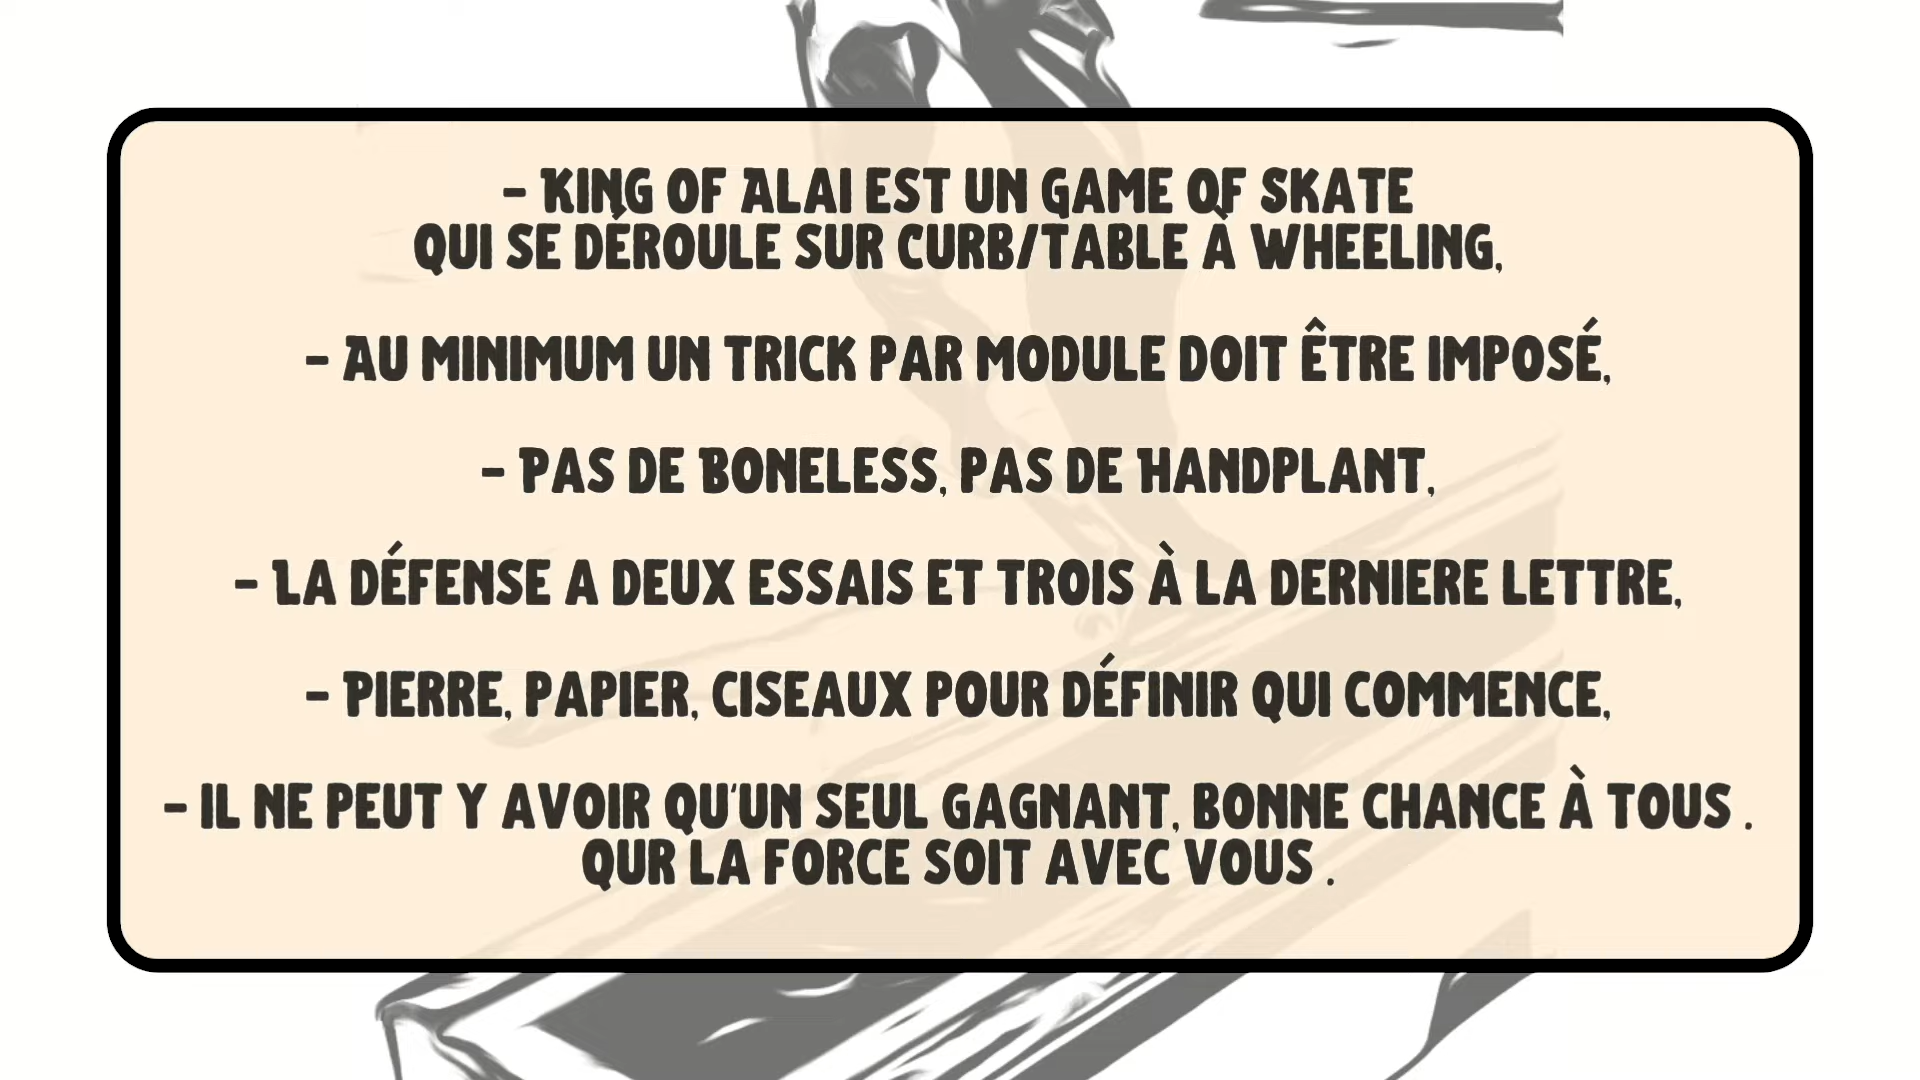 - KING OF ALAI EST UN GAME OF SKATE
QUI SE DÉROULE SUR CURB/TABLE À WHEELING,
- AU MINIMUM UN TRICK PAR MODULE DOIT ÊTRE IMPOSÉ,
- PAS DE BONELESS, PAS DE HANDPLANT,
- LA DÉFENSE A DEUX ESSAIS ET TROIS À LA DERNIERE LETTRE,
- PIERRE, PAPIER, CISEAUX POUR DÉFINIR QUI COMMENCE,
- IL NE PEUT Y AVOIR QU'UN SEUL GAGNANT, BONNE CHANCE À TOUS .
QUR LA FORCE SOIT AVEC VOUS .